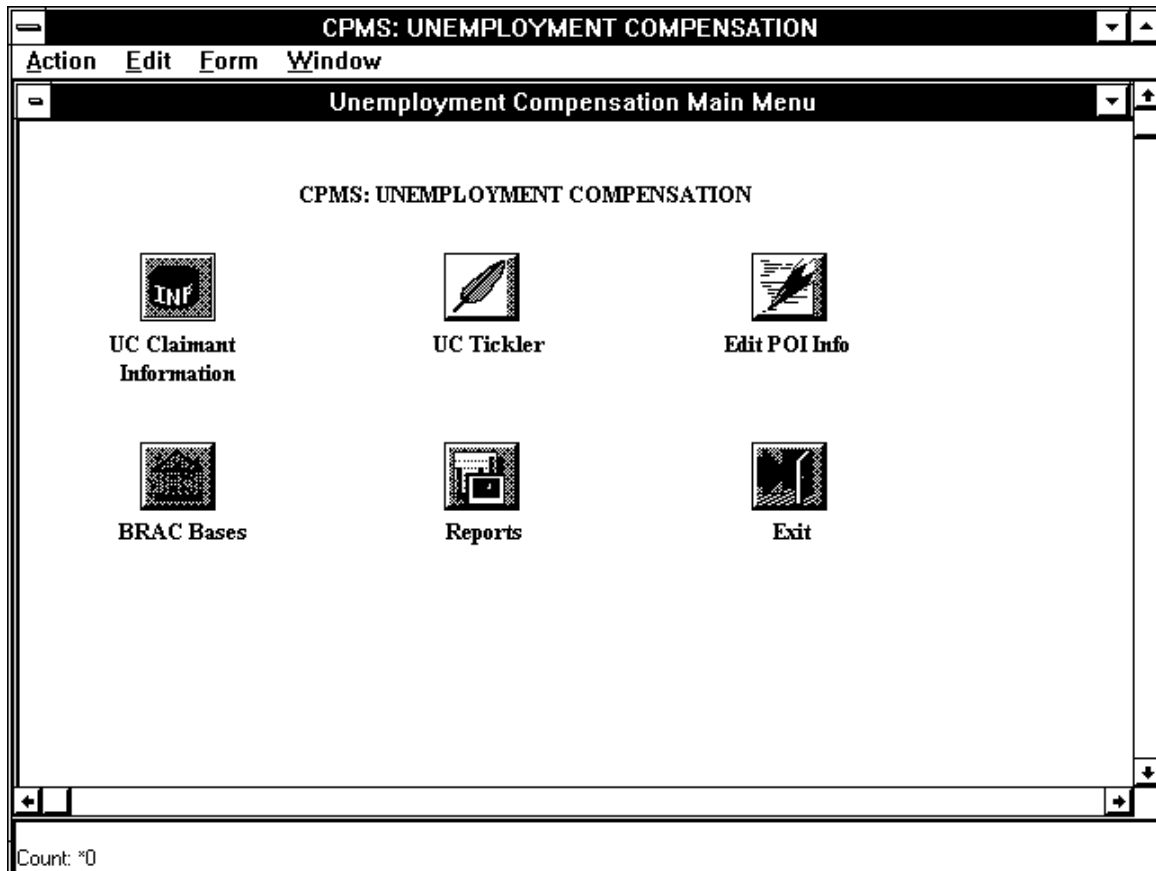 CPMS: UNEMPLOYMENT COMPENSATION
Action Edit Form Window
Unemployment Compensation Main Menu
CPMS: UNEMPLOYMENT COMPENSATION
INF
UC Claimant
Information
UC Tickler
Edit POI Info
BRAC Bases
Reports
Exit
Count: *0